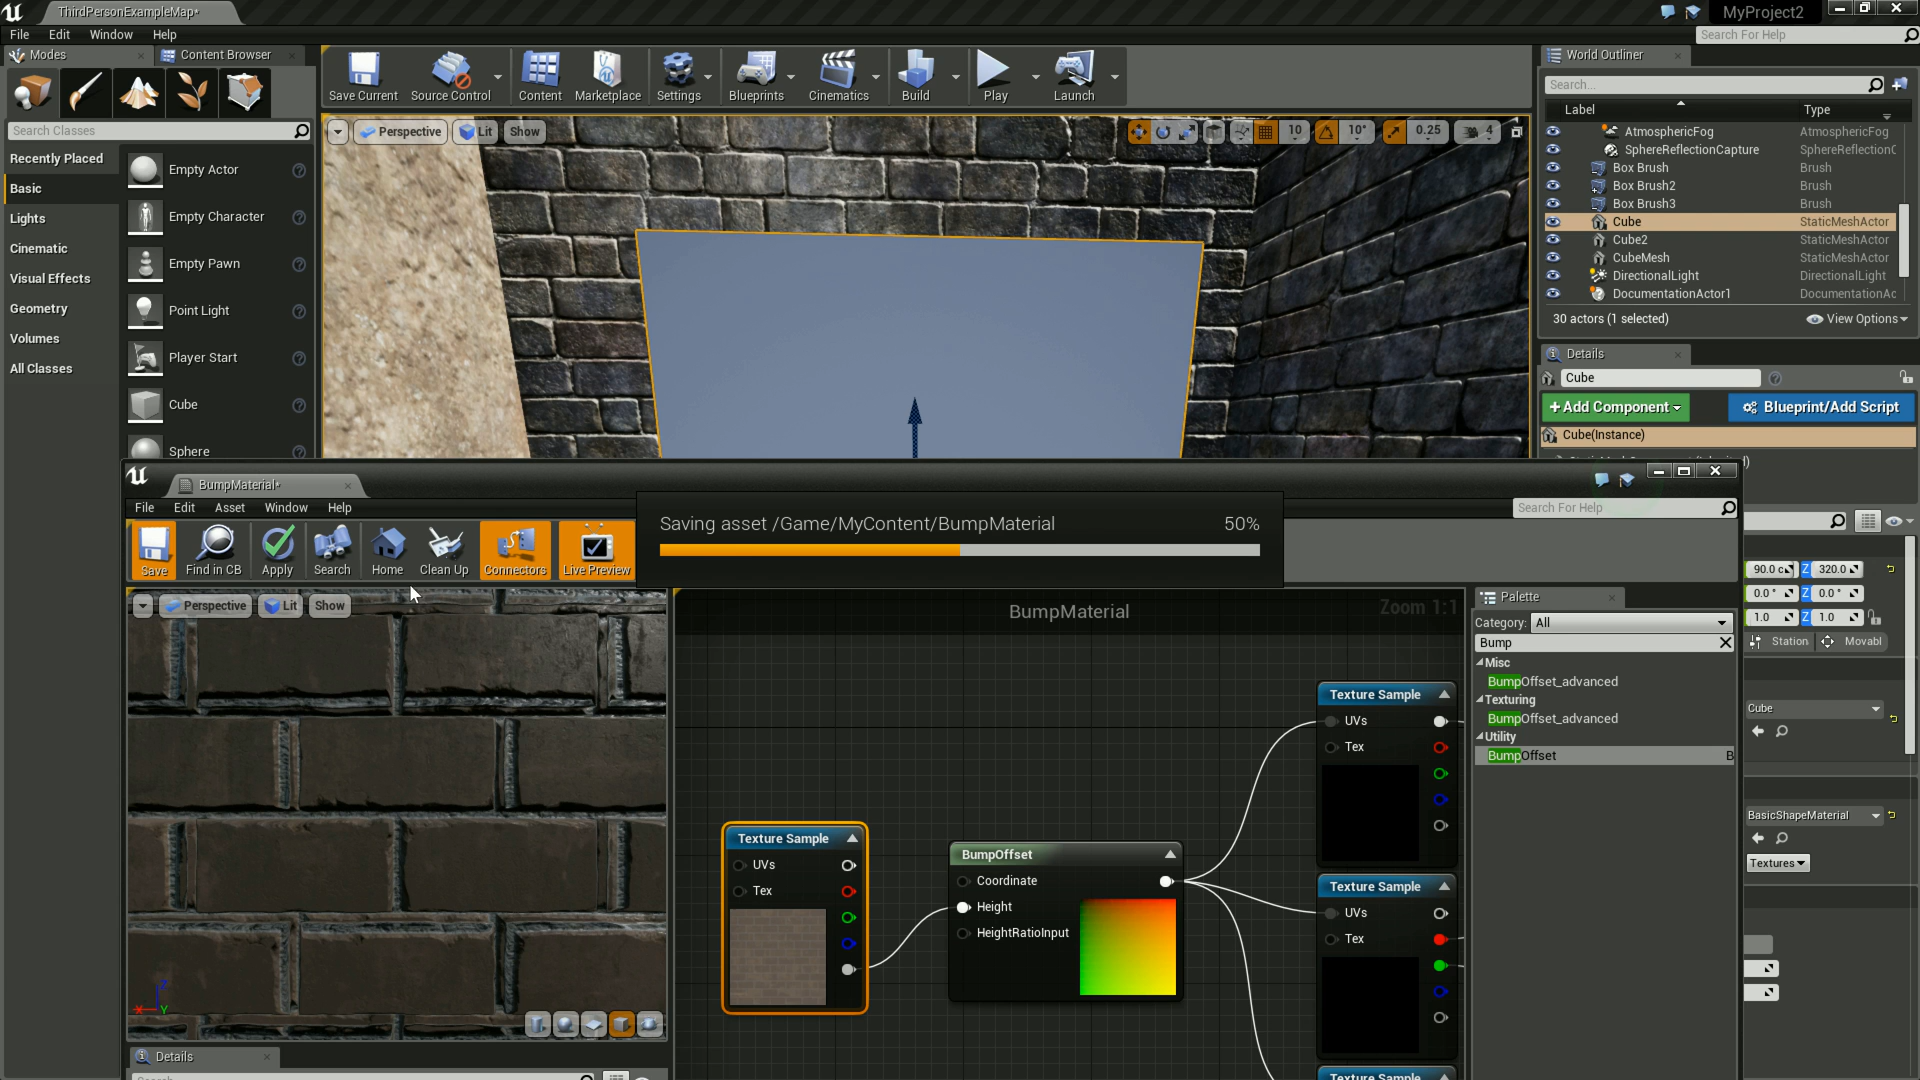 ThirdPersonExampleMap*
MyProject2
File Edit Window Help
Search For Help
Modes
Content Browser
Search Classes
Recently Placed
Basic
Lights
Cinematic
Visual Effects
Geometry
Volumes
All Classes
Empty Actor
Empty Character
Empty Pawn
Point Light
Player Start
Cube
Sphere
Save Current
Source Control
Content
Marketplace
Settings
Blueprints
Cinematics
Build
Play
Launch
Perspective
Lit
Show
10
10°
0.25
4
World Outliner
Search...
Label
Type
AtmosphericFog AtmosphericFog
SphereReflectionCapture SphereReflectionC
Box Brush Brush
Box Brush2 Brush
Box Brush3 Brush
Cube StaticMeshActor
Cube2 StaticMeshActor
CubeMesh StaticMeshActor
DirectionalLight DirectionalLight
DocumentationActor1 DocumentationAc
30 actors (1 selected)
View Options
Details
Cube
+Add Component
Blueprint/Add Script
Cube(Instance)
BumpMaterial*
File Edit Asset Window Help
Search For Help
Save
Find in CB
Apply
Search
Home
Clean Up
Connectors
Live Preview
Saving asset /Game/MyContent/BumpMaterial 50%
Perspective
Lit
Show
Z
X
Y
Details
BumpMaterial
Zoom 1:1
Texture Sample
UVs
Tex
BumpOffset
Coordinate
Height
HeightRatioInput
Texture Sample
UVs
Tex
Texture Sample
UVs
Tex
Texture Sample
Palette
Category: All
Bump
Misc
BumpOffset_advanced
Texturing
BumpOffset_advanced
Utility
BumpOffset B
90.0 c Z 320.0
0.0 ° Z 0.0 °
1.0 Z 1.0
Station Movabl
Cube
BasicShapeMaterial
Textures